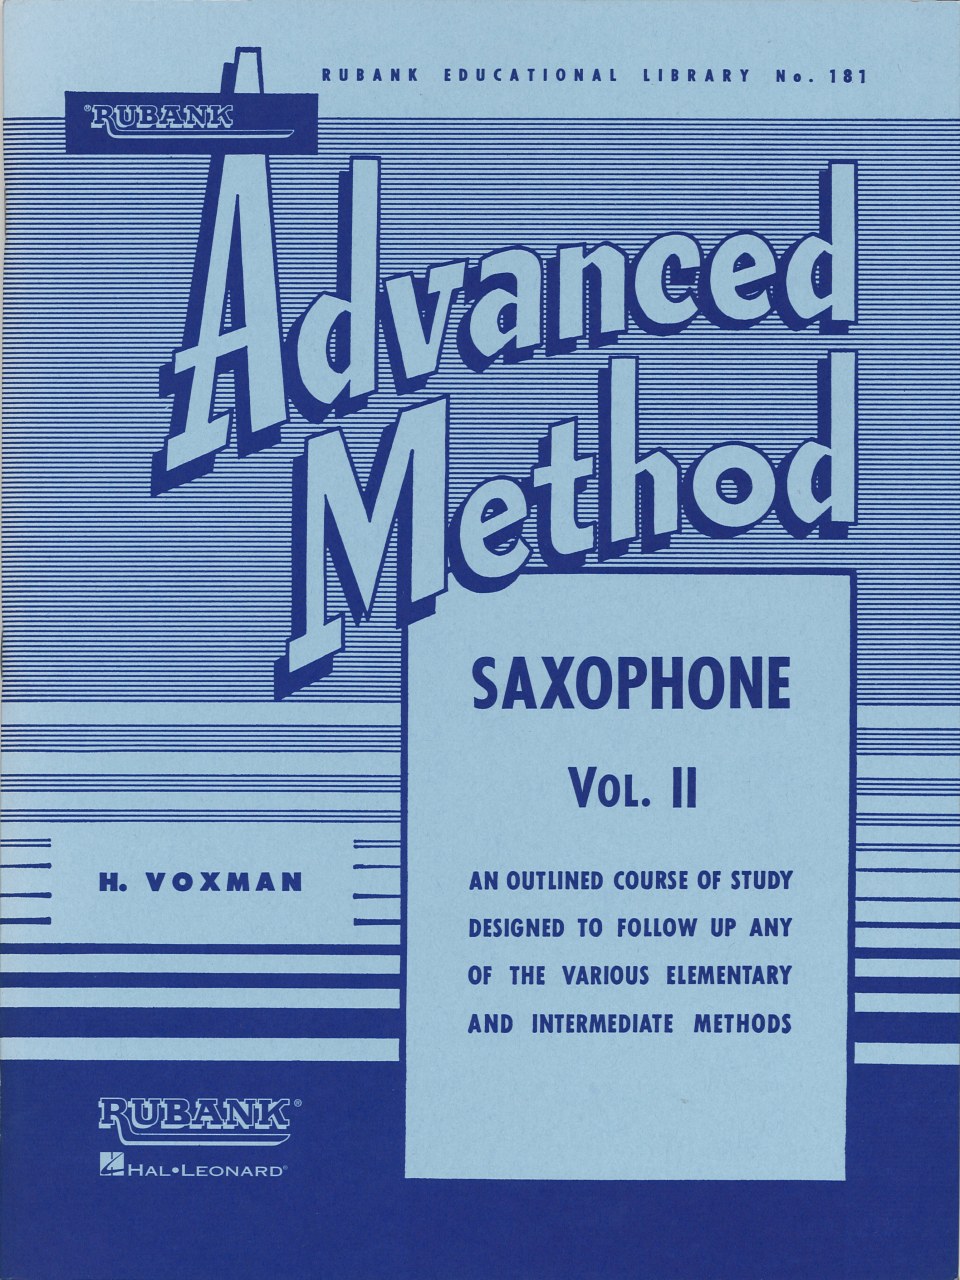 RUBANK EDUCATIONAL LIBRARY No. 181
®RUBANK
Advanced
Method
SAXOPHONE
VOL. II
H. VOXMAN
AN OUTLINED COURSE OF STUDY
DESIGNED TO FOLLOW UP ANY
OF THE VARIOUS ELEMENTARY
AND INTERMEDIATE METHODS
RUBANK®
HAL•LEONARD®